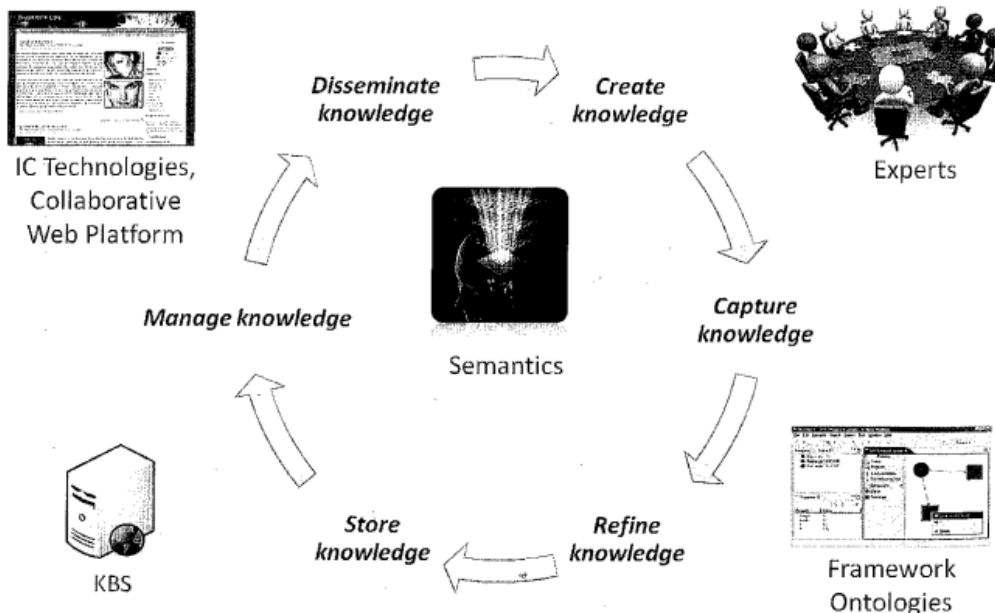 Disseminate
knowledge
Create
knowledge
IC Technologies,
Collaborative
Web Platform
Experts
Manage knowledge
Capture
knowledge
Semantics
Store
knowledge
Refine
knowledge
KBS
Framework
Ontologies